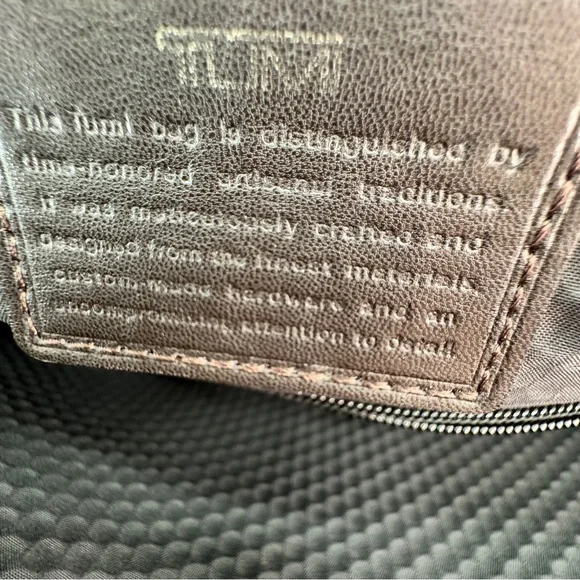 TUMI
This Tumi bag is distinguished by
time-honored artisanal traditions.
It was meticulously crafted and
designed from the finest materials,
custom-made hardware and an
uncompromising attention to detail